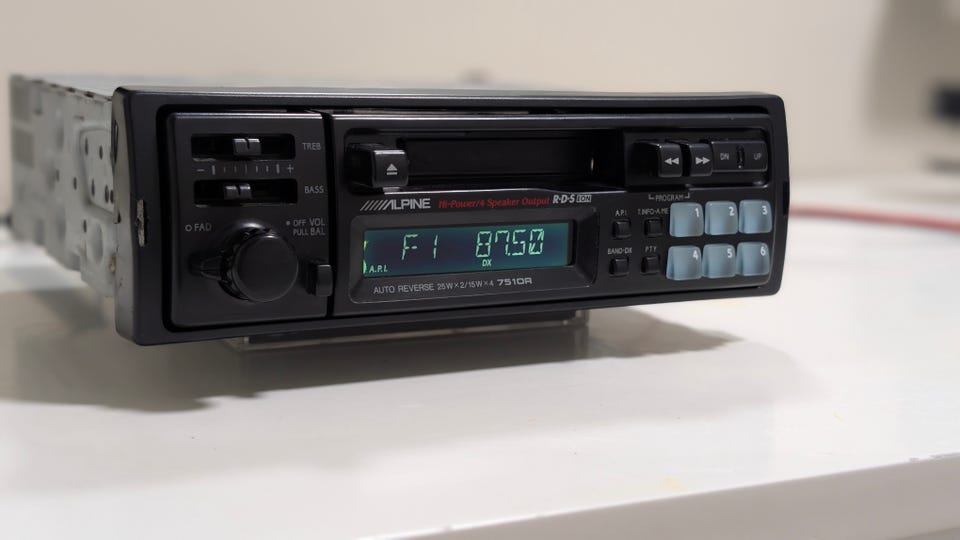 TREB
- +
BASS
FAD
OFF VOL
PULL BAL
ALPINE Hi-Power/4 Speaker Output R·D·S EON
F1 87.50
A.P.I. DX
AUTO REVERSE 25W×2/15W×4 7510R
DN UP
PROGRAM
A.P.I. T.INFO-A.ME
BAND-DX PTY
1 2 3
4 5 6